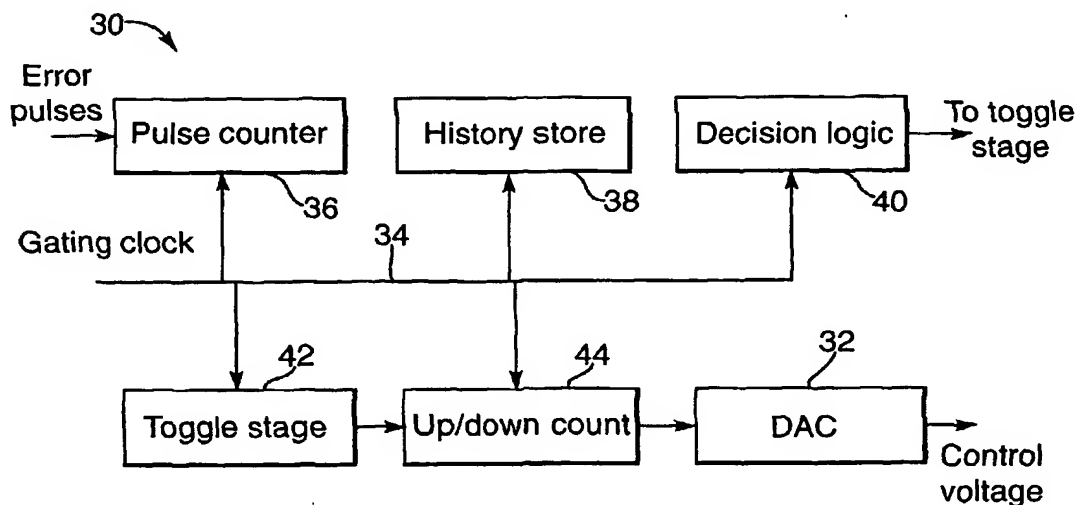 30
Error
pulses
Pulse counter
History store
Decision logic
To toggle
stage
36
38
40
Gating clock
34
42
44
32
Toggle stage
Up/down count
DAC
Control
voltage